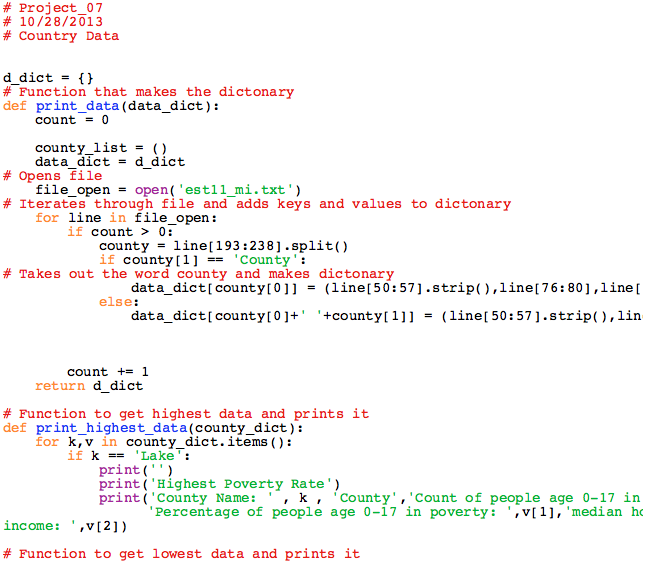 # Project_07
# 10/28/2013
# Country Data
d_dict = {}
# Function that makes the dictonary
def print_data(data_dict):
    count = 0
    county_list = ()
    data_dict = d_dict
# Opens file
    file_open = open('est11_mi.txt')
# Iterates through file and adds keys and values to dictonary
    for line in file_open:
        if count > 0:
            county = line[193:238].split()
            if county[1] == 'County':
# Takes out the word county and makes dictonary
                data_dict[county[0]] = (line[50:57].strip(),line[76:80],line[
            else:
                data_dict[county[0]+' '+county[1]] = (line[50:57].strip(),lin
        count += 1
    return d_dict
# Function to get highest data and prints it
def print_highest_data(county_dict):
    for k,v in county_dict.items():
        if k == 'Lake':
            print('')
            print('Highest Poverty Rate')
            print('County Name: ' , k , 'County','Count of people age 0-17 in
                  'Percentage of people age 0-17 in poverty: ',v[1],'median ho
income: ',v[2])
# Function to get lowest data and prints it